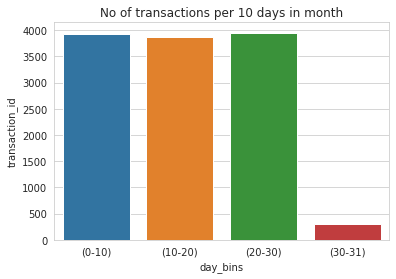 No of transactions per 10 days in month
4000
3500
3000
2500
2000
1500
1000
500
0
transaction_id
(0-10) (10-20) (20-30) (30-31)
day_bins